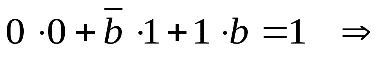 0 · 0 + b̅ · 1 + 1 · b = 1 ⇒